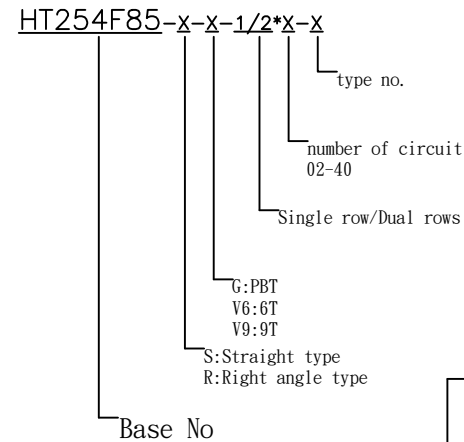 HT254F85-X-X-1/2*X-X
type no.
number of circuit
02-40
Single row/Dual rows
G:PBT
V6:6T
V9:9T
S:Straight type
R:Right angle type
Base No